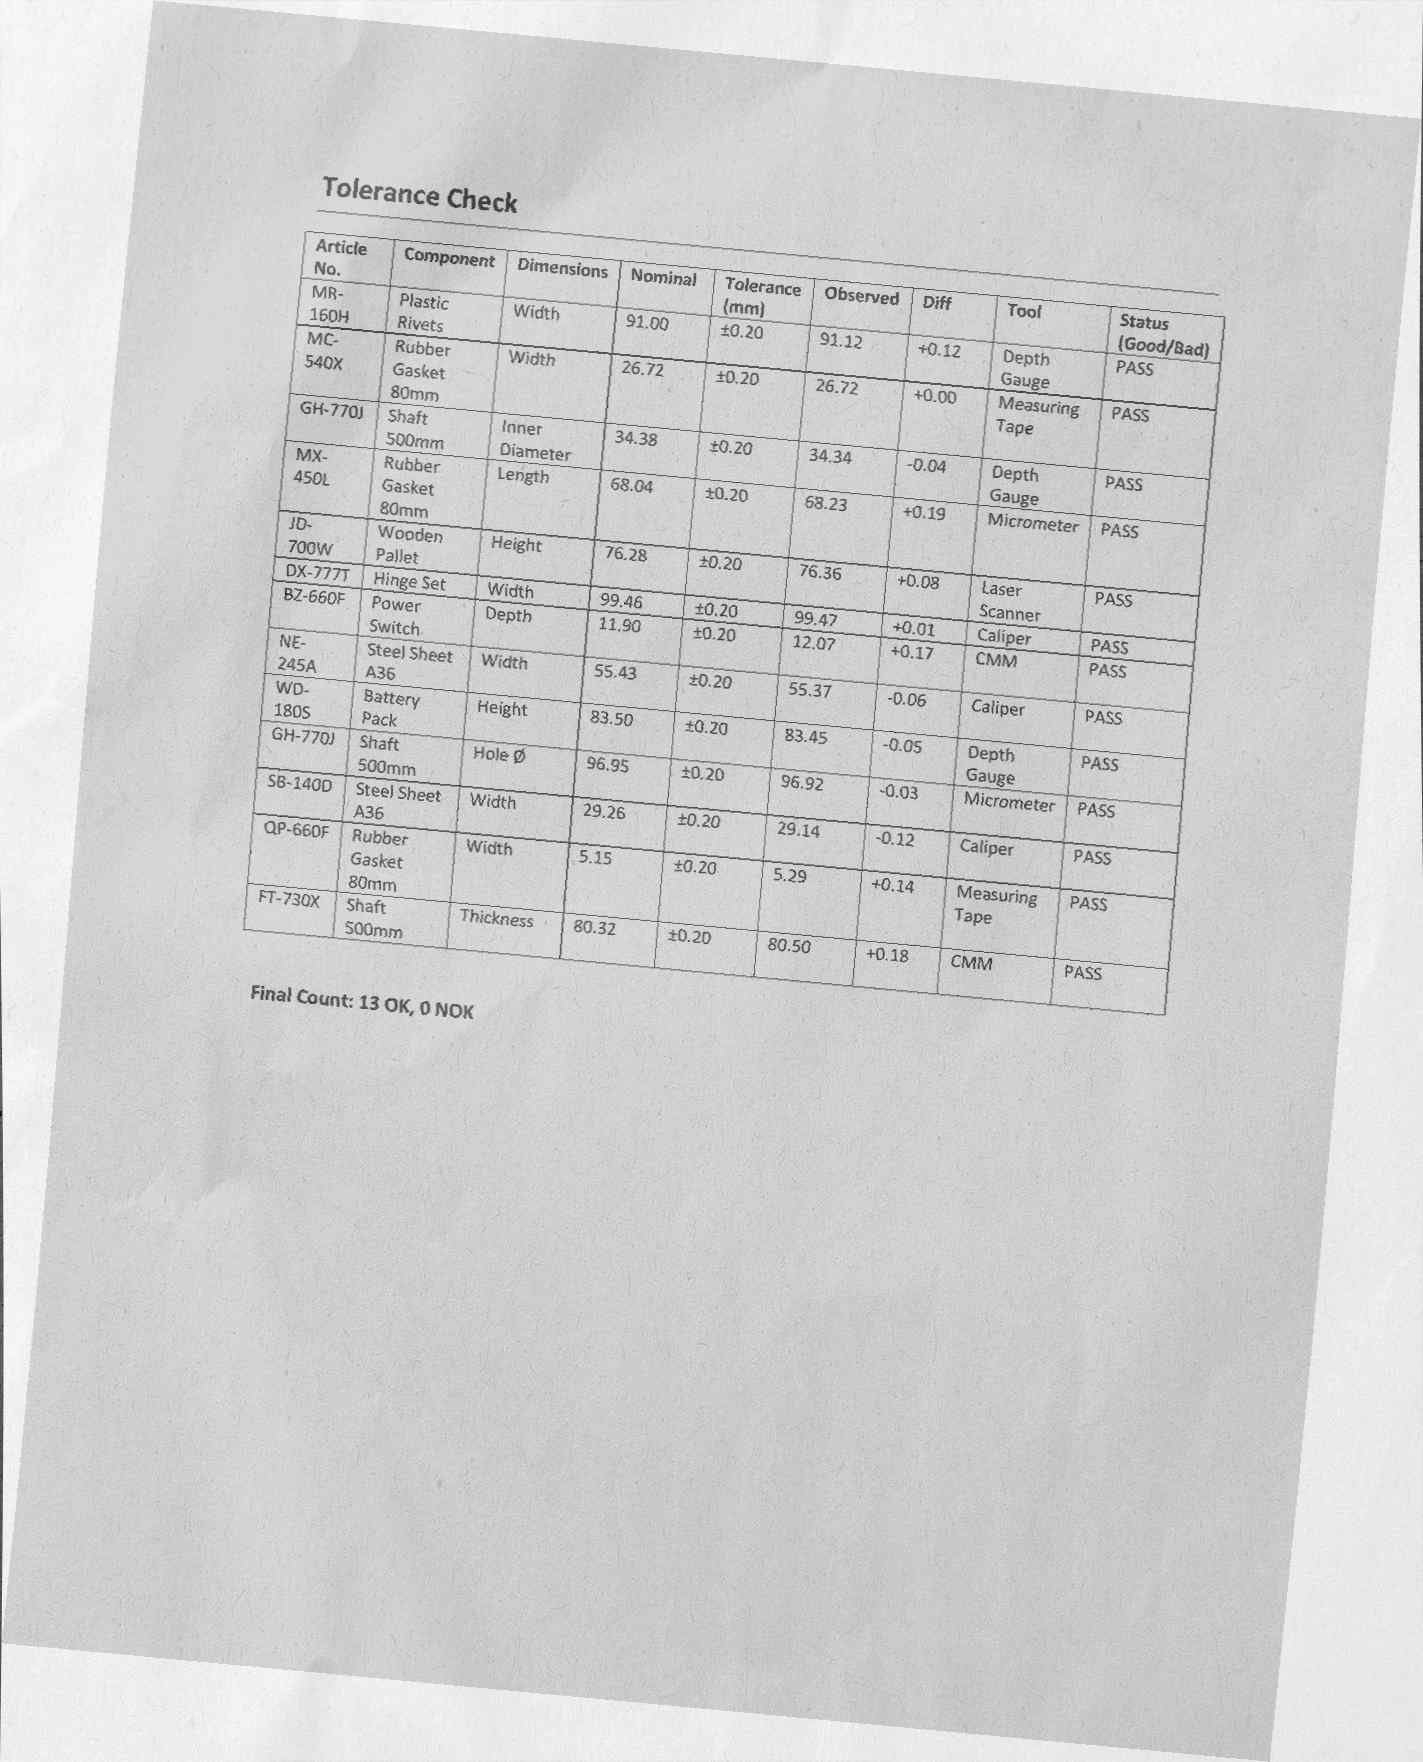 Tolerance Check
Article No. Component Dimensions Nominal Tolerance (mm) Observed Diff Tool Status (Good/Bad)
MR-160H Plastic Rivets Width 91.00 ±0.20 91.12 +0.12 Depth Gauge PASS
MC-540X Rubber Gasket 80mm Width 26.72 ±0.20 26.72 +0.00 Measuring Tape PASS
GH-770J Shaft 500mm Inner Diameter 34.38 ±0.20 34.34 -0.04 Depth Gauge PASS
MX-450L Rubber Gasket 80mm Length 68.04 ±0.20 68.23 +0.19 Micrometer PASS
JD-700W Wooden Pallet Height 76.28 ±0.20 76.36 +0.08 Laser Scanner PASS
DX-777T Hinge Set Width 99.46 ±0.20 99.47 +0.01 Caliper PASS
BZ-660F Power Switch Depth 11.90 ±0.20 12.07 +0.17 CMM PASS
NE-245A Steel Sheet A36 Width 55.43 ±0.20 55.37 -0.06 Caliper PASS
WD-180S Battery Pack Height 83.50 ±0.20 83.45 -0.05 Depth Gauge PASS
GH-770J Shaft 500mm Hole Ø 96.95 ±0.20 96.92 -0.03 Micrometer PASS
SB-140D Steel Sheet A36 Width 29.26 ±0.20 29.14 -0.12 Caliper PASS
QP-660F Rubber Gasket 80mm Width 5.15 ±0.20 5.29 +0.14 Measuring Tape PASS
FT-730X Shaft 500mm Thickness 80.32 ±0.20 80.50 +0.18 CMM PASS
Final Count: 13 OK, 0 NOK